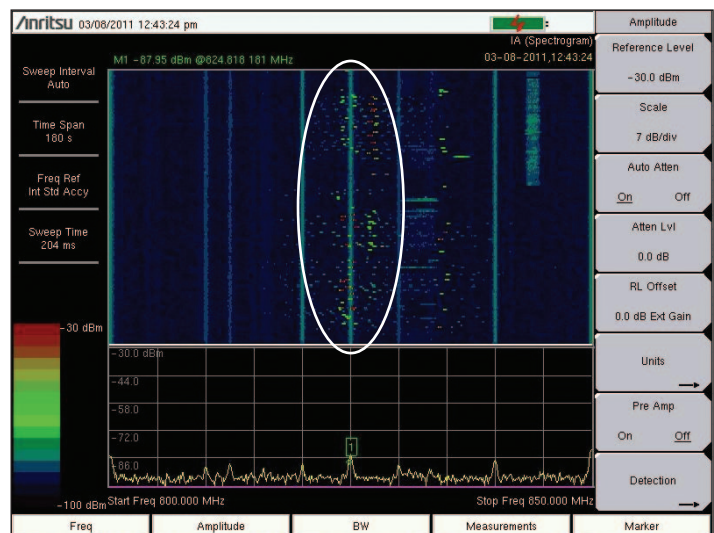 Anritsu 03/08/2011 12:43:24 pm
Sweep Interval
Auto
Time Span
180 s
Freq Ref
Int Std Accy
Sweep Time
204 ms
-30 dBm
-100 dBm
IA (Spectrogram)
M1 -87.95 dBm @824.818 181 MHz
03-08-2011,12:43:24
-30.0 dBm
-44.0
-58.0
-72.0
-86.0
1
Start Freq 800.000 MHz
Stop Freq 850.000 MHz
Amplitude
Reference Level
-30.0 dBm
Scale
7 dB/div
Auto Atten
On Off
Atten Lvl
0.0 dB
RL Offset
0.0 dB Ext Gain
Units
Pre Amp
On Off
Detection
Freq
Amplitude
BW
Measurements
Marker